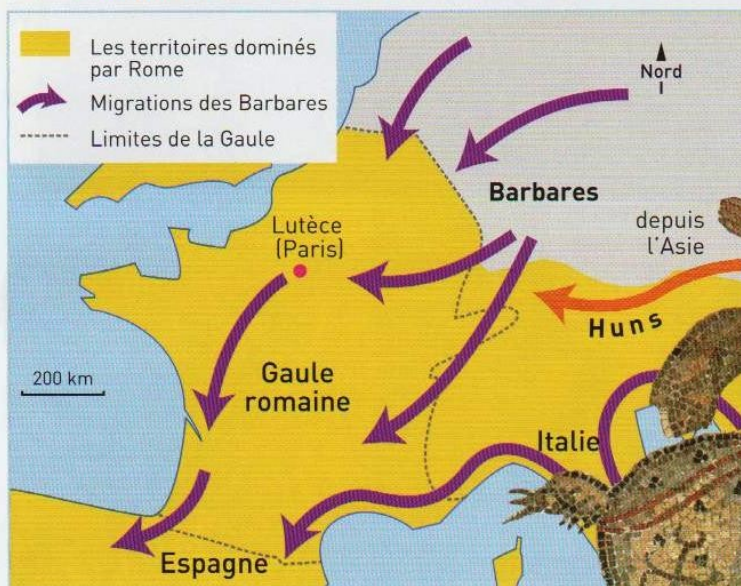 Les territoires dominés
par Rome
Migrations des Barbares
Limites de la Gaule
Nord
Barbares
depuis
l'Asie
Lutèce
(Paris)
Huns
200 km
Gaule
romaine
Italie
Espagne